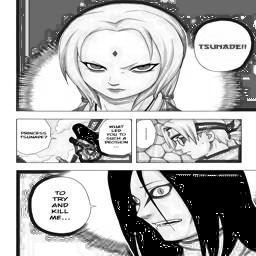 TSUNADE!!
PRINCESS
TSUNADE?
WHAT
LED
YOU TO
SUCH A
DECISION
...
TO
TRY
AND
KILL
ME...